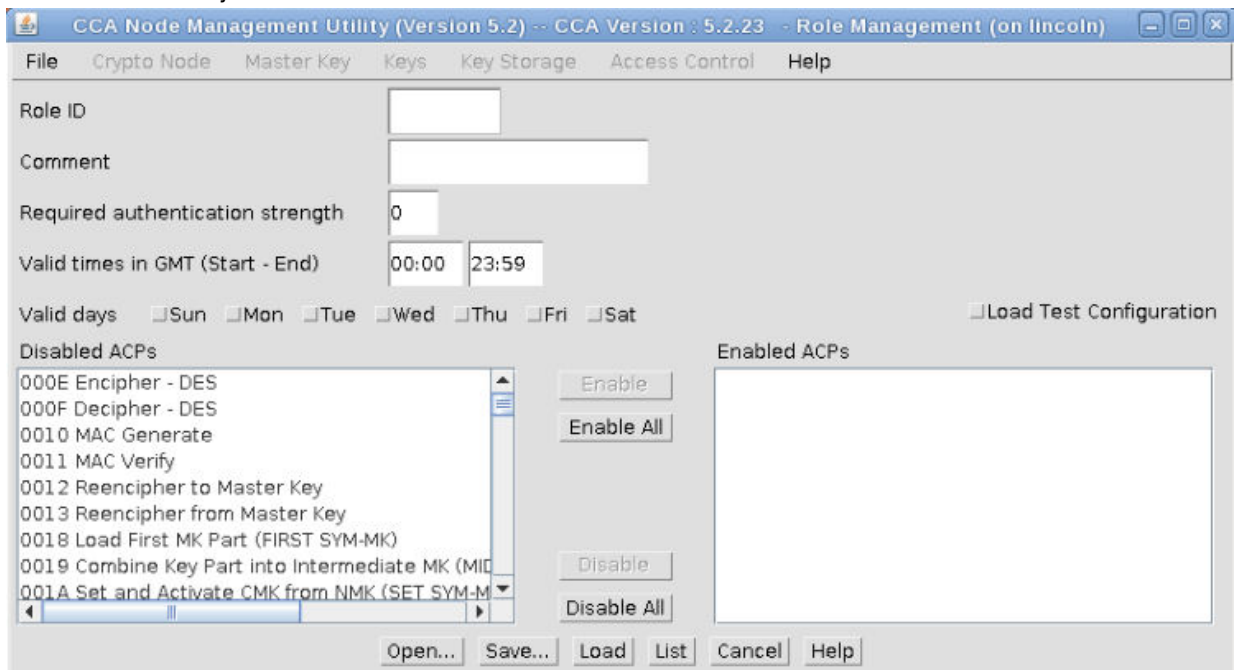 CCA Node Management Utility (Version 5.2) -- CCA Version : 5.2.23 - Role Management (on lincoln)
File Crypto Node Master Key Keys Key Storage Access Control Help
Role ID
Comment
Required authentication strength 0
Valid times in GMT (Start - End) 00:00 23:59
Valid days Sun Mon Tue Wed Thu Fri Sat Load Test Configuration
Disabled ACPs Enabled ACPs
000E Encipher - DES
000F Decipher - DES
0010 MAC Generate
0011 MAC Verify
0012 Reencipher to Master Key
0013 Reencipher from Master Key
0018 Load First MK Part (FIRST SYM-MK)
0019 Combine Key Part into Intermediate MK (MID
001A Set and Activate CMK from NMK (SET SYM-M
Enable
Enable All
Disable
Disable All
Open... Save... Load List Cancel Help